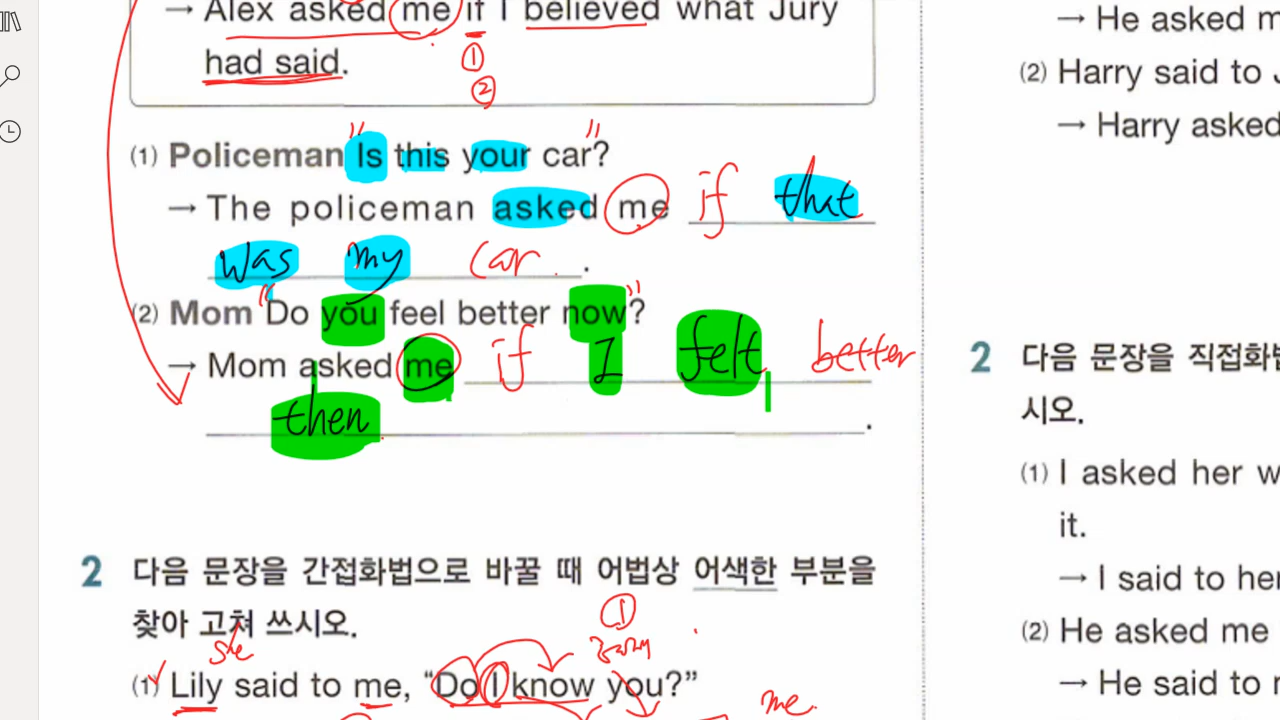 → Alex asked me if I believed what Jury
had said.
①
②
(1) Policeman "Is this your car"?
→ The policeman asked me if that
was my car.
(2) Mom "Do you feel better now"?
→ Mom asked me if I felt better
then.
2 다음 문장을 간접화법으로 바꿀 때 어법상 어색한 부분을
찾아 고쳐 쓰시오.
①
she
(1) Lily said to me, “Do I know you?”
me
→ He asked m
(2) Harry said to J
→ Harry asked
2 다음 문장을 직접화법
시오.
(1) I asked her w
it.
→ I said to her
(2) He asked me
→ He said to m